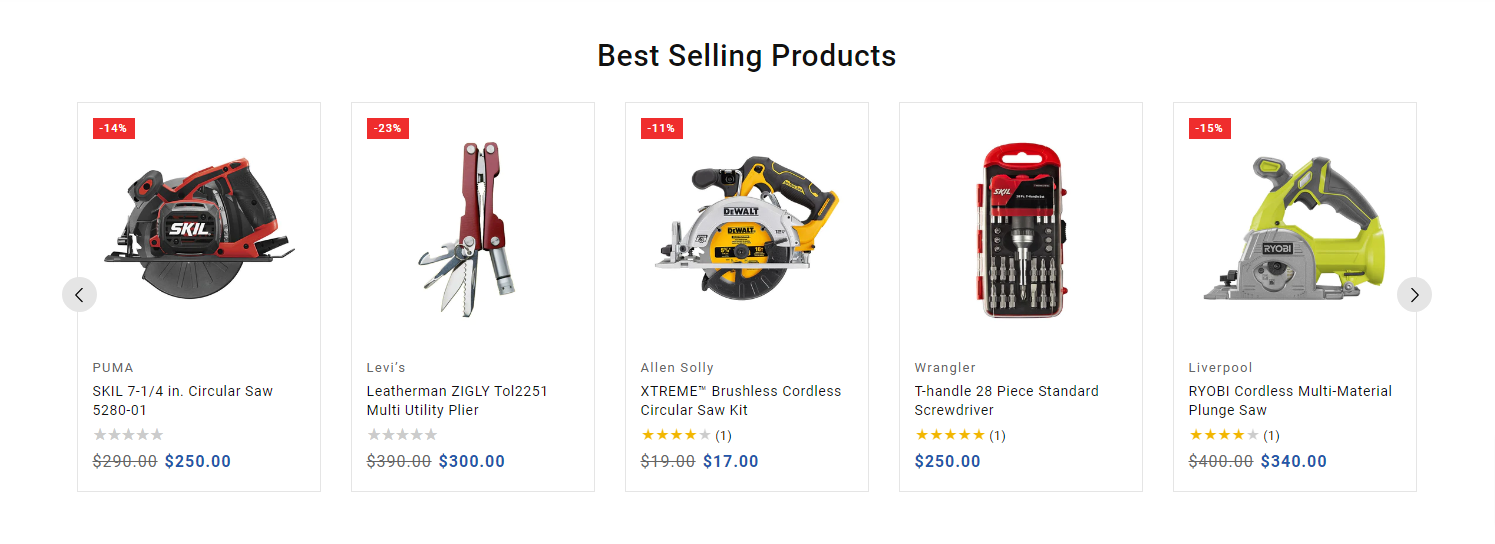 Best Selling Products
-14%
SKIL
PUMA
SKIL 7-1/4 in. Circular Saw
5280-01
$290.00 $250.00
-23%
Levi's
Leatherman ZIGLY Tol2251
Multi Utility Plier
$390.00 $300.00
-11%
DEWALT
DEWALT
Allen Solly
XTREME™ Brushless Cordless
Circular Saw Kit
(1)
$19.00 $17.00
SKIL
Wrangler
T-handle 28 Piece Standard
Screwdriver
(1)
$250.00
-15%
RYOBI
Liverpool
RYOBI Cordless Multi-Material
Plunge Saw
(1)
$400.00 $340.00